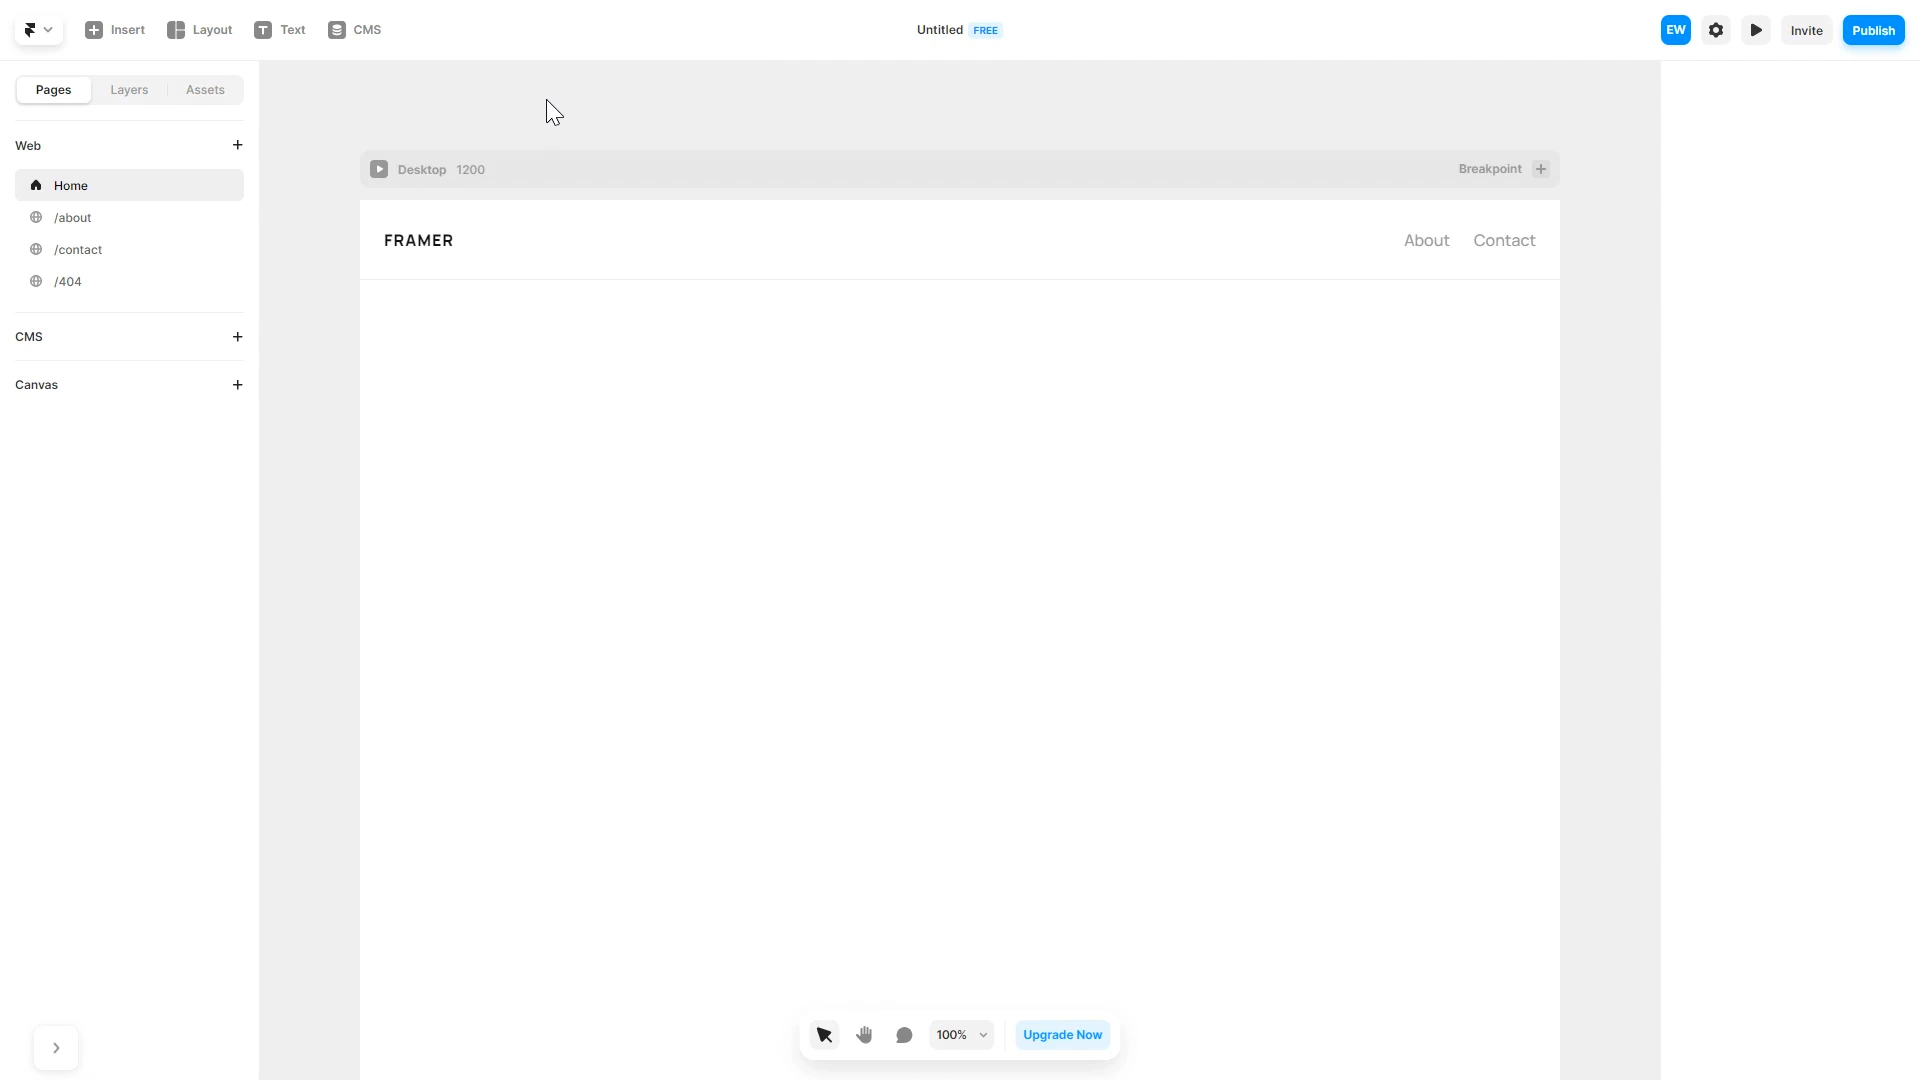 Insert Layout Text CMS
Untitled FREE
EW Invite Publish
Pages Layers Assets
Web
Home
/about
/contact
/404
CMS
Canvas
Desktop 1200
Breakpoint
FRAMER
About Contact
100% Upgrade Now